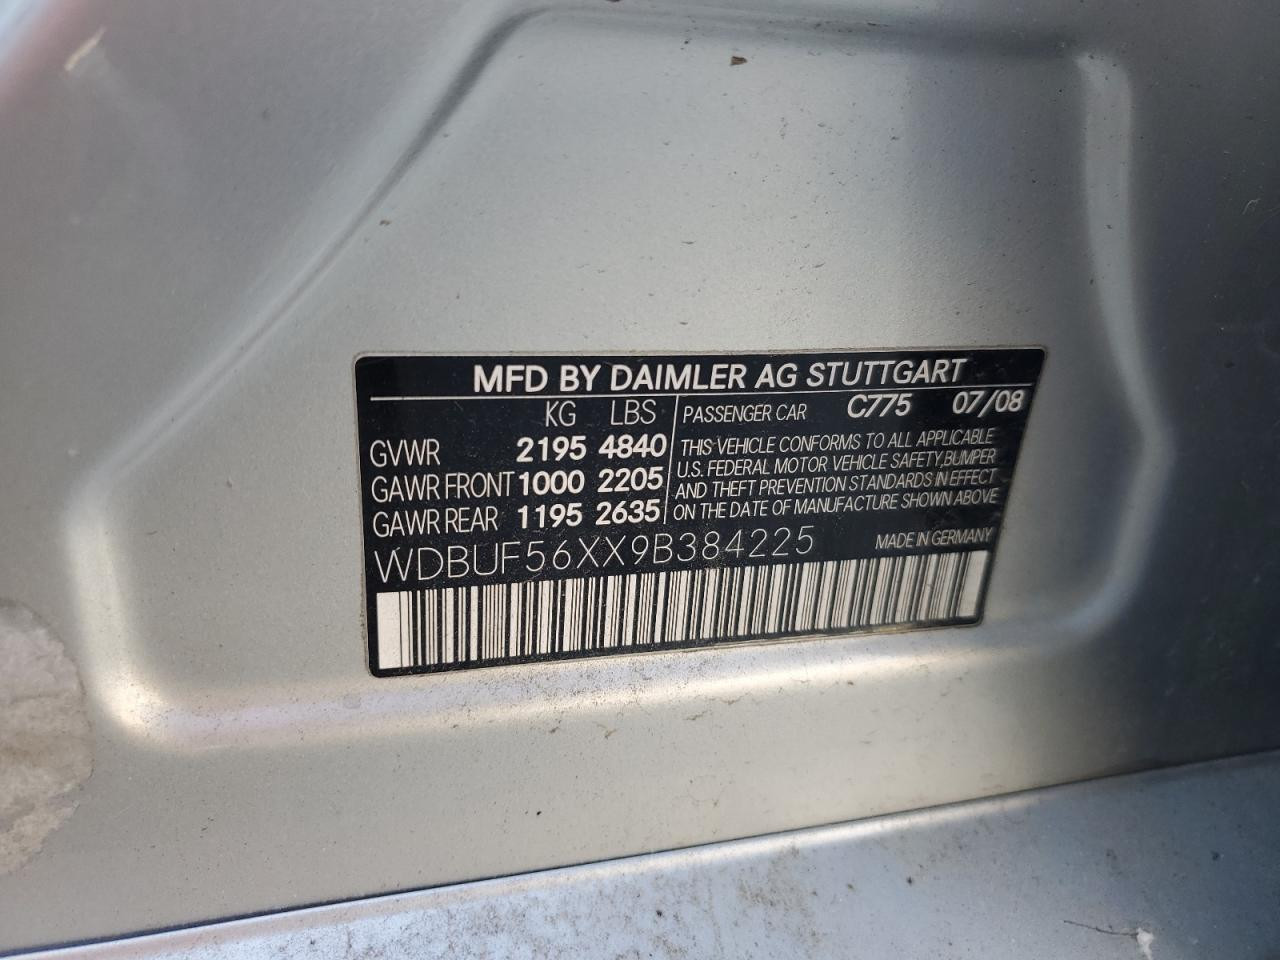 MFD BY DAIMLER AG STUTTGART
KG LBS
GVWR 2195 4840
GAWR FRONT 1000 2205
GAWR REAR 1195 2635
PASSENGER CAR C775 07/08
THIS VEHICLE CONFORMS TO ALL APPLICABLE
U.S. FEDERAL MOTOR VEHICLE SAFETY,BUMPER
AND THEFT PREVENTION STANDARDS IN EFFECT
ON THE DATE OF MANUFACTURE SHOWN ABOVE
WDBUF56XX9B384225 MADE IN GERMANY